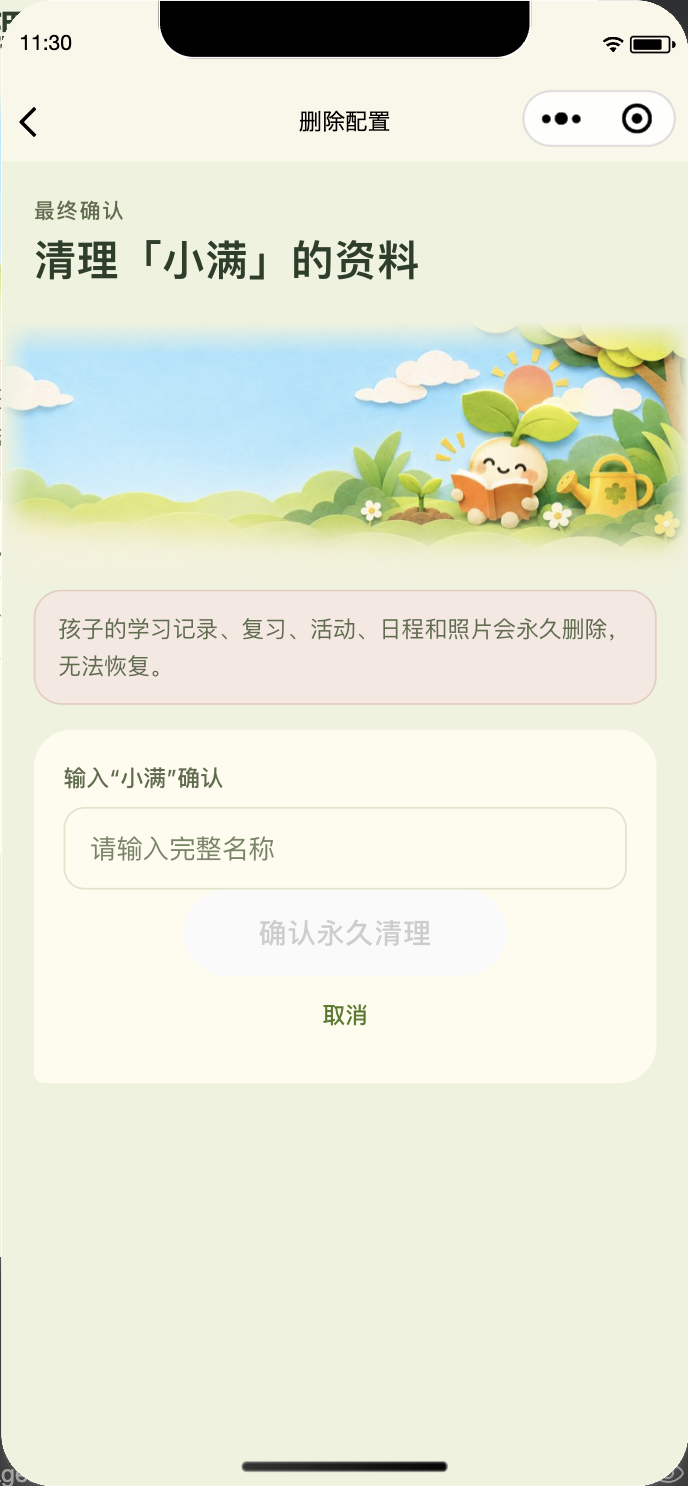 11:30
删除配置
最终确认
清理「小满」的资料
孩子的学习记录、复习、活动、日程和照片会永久删除，
无法恢复。
输入“小满”确认
请输入完整名称
确认永久清理
取消